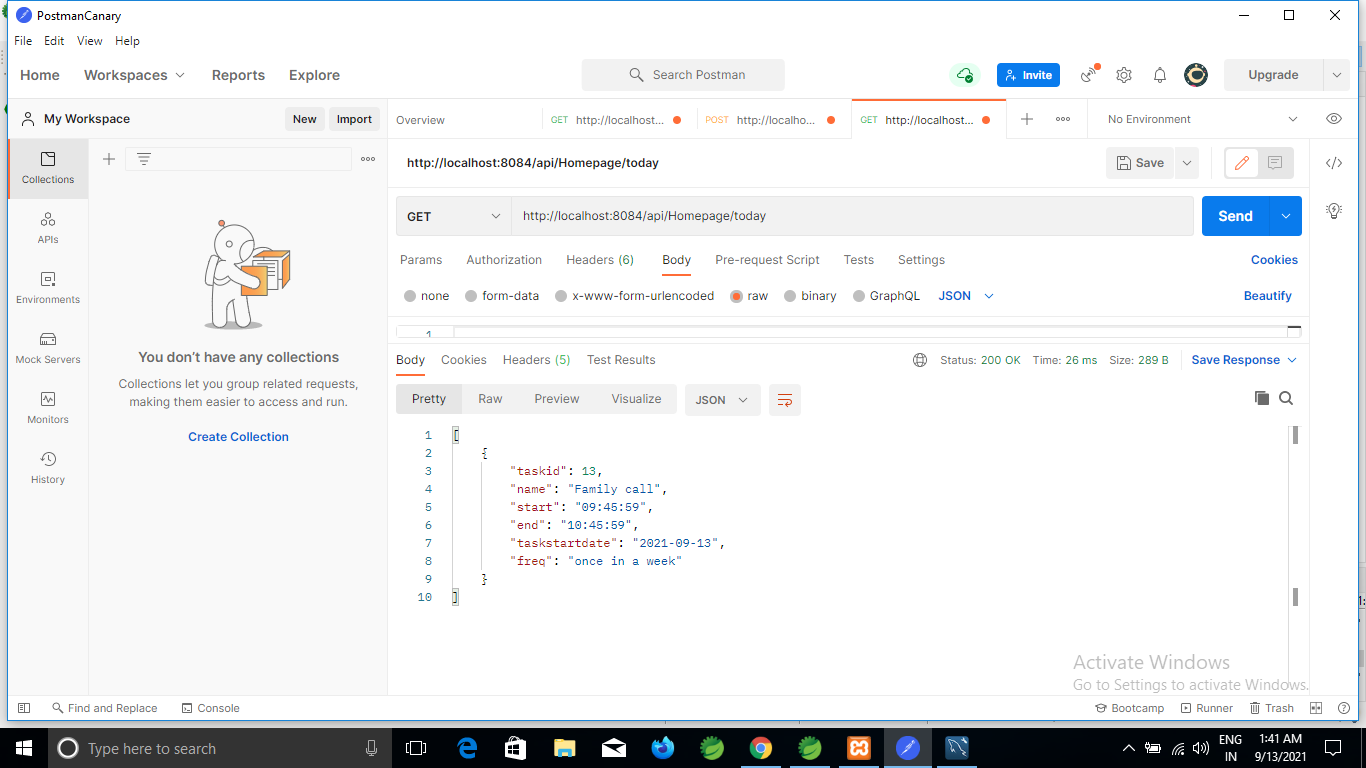 PostmanCanary
File Edit View Help
Home Workspaces Reports Explore Search Postman Invite Upgrade
My Workspace New Import Overview GET http://localhost... POST http://localho... GET http://localhost... ooo No Environment
http://localhost:8084/api/Homepage/today Save
GET http://localhost:8084/api/Homepage/today Send
Params Authorization Headers (6) Body Pre-request Script Tests Settings Cookies
none form-data x-www-form-urlencoded raw binary GraphQL JSON Beautify
1
Body Cookies Headers (5) Test Results Status: 200 OK Time: 26 ms Size: 289 B Save Response
Pretty Raw Preview Visualize JSON
1 [
2 {
3 "taskid": 13,
4 "name": "Family call",
5 "start": "09:45:59",
6 "end": "10:45:59",
7 "taskstartdate": "2021-09-13",
8 "freq": "once in a week"
9 }
10 ]
Collections
APIs
Environments
Mock Servers
Monitors
History
You don't have any collections
Collections let you group related requests,
making them easier to access and run.
Create Collection
Activate Windows
Go to Settings to activate Windows.
Find and Replace Console Bootcamp Runner Trash
Type here to search
ENG
IN
1:41 AM
9/13/2021